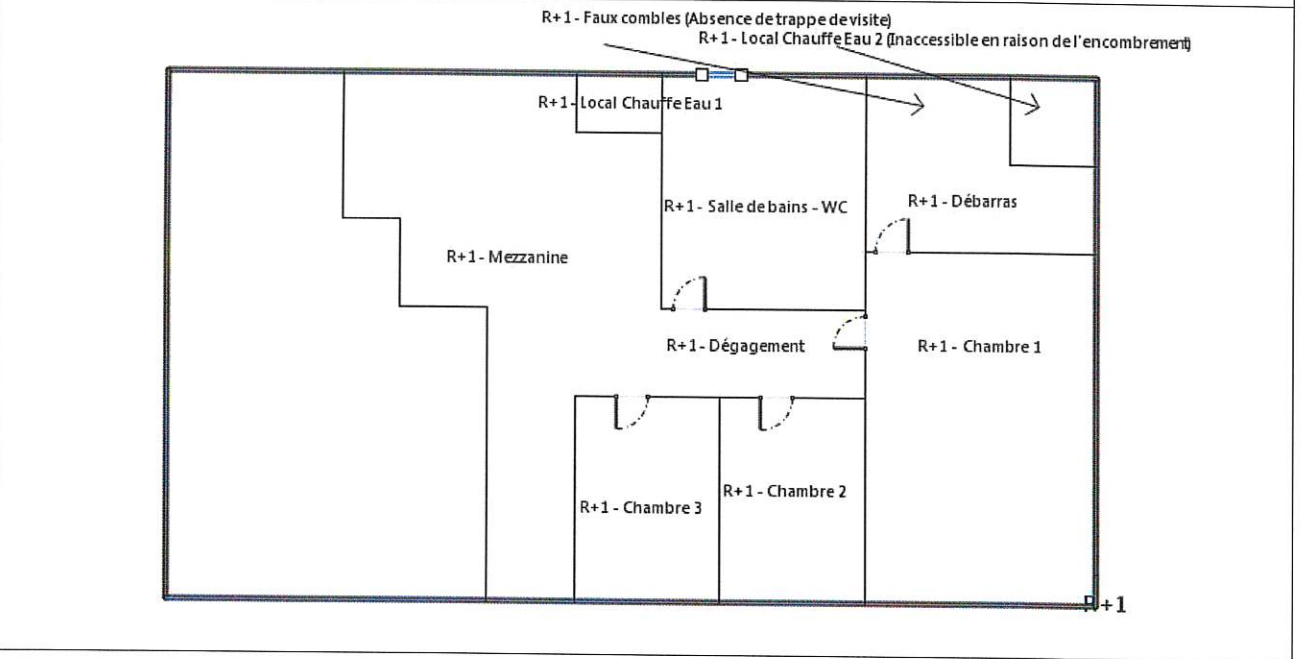 R+1 - Faux combles (Absence de trappe de visite)
R+1 - Local Chauffe Eau 2 (Inaccessible en raison de l'encombrement)
R+1 - Local Chauffe Eau 1
R+1 - Salle de bains - WC
R+1 - Débarras
R+1 - Mezzanine
R+1 - Dégagement
R+1 - Chambre 1
R+1 - Chambre 2
R+1 - Chambre 3
R+1